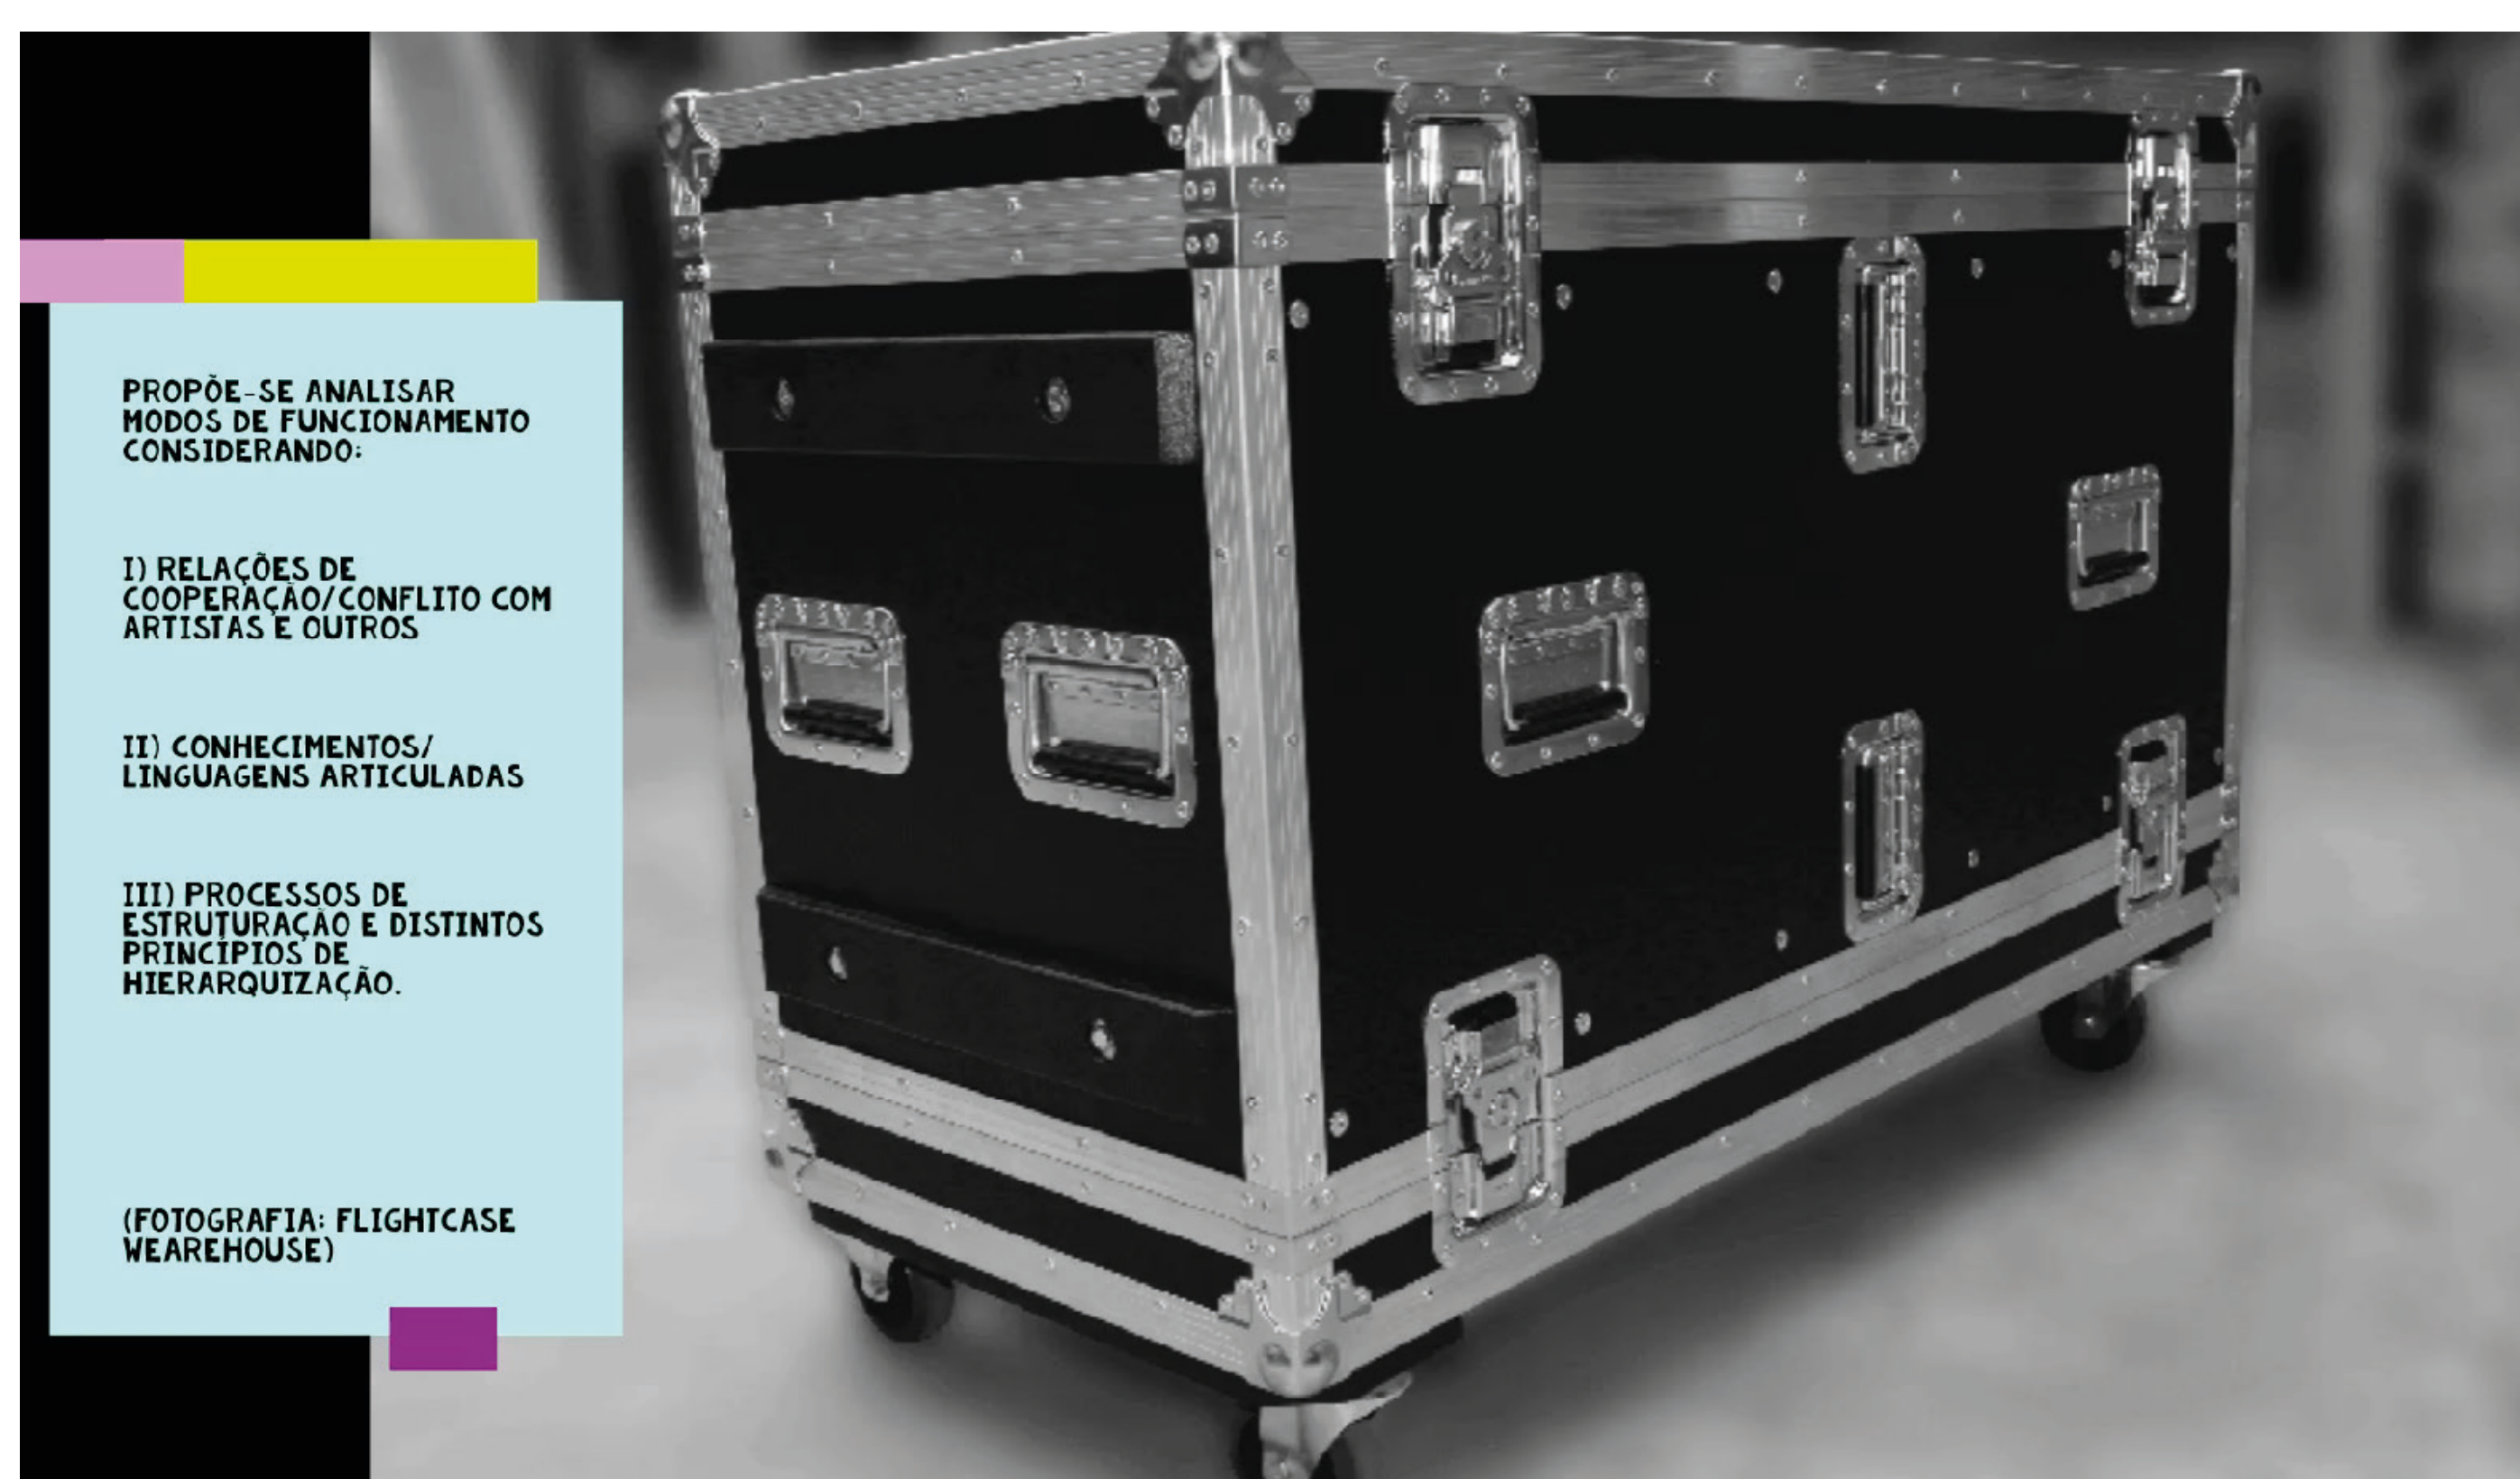 PROPÕE-SE ANALISAR
MODOS DE FUNCIONAMENTO
CONSIDERANDO:
I) RELAÇÕES DE
COOPERAÇÃO/CONFLITO COM
ARTISTAS E OUTROS
II) CONHECIMENTOS/
LINGUAGENS ARTICULADAS
III) PROCESSOS DE
ESTRUTURAÇÃO E DISTINTOS
PRINCÍPIOS DE
HIERARQUIZAÇÃO.
(FOTOGRAFIA: FLIGHTCASE
WEAREHOUSE)